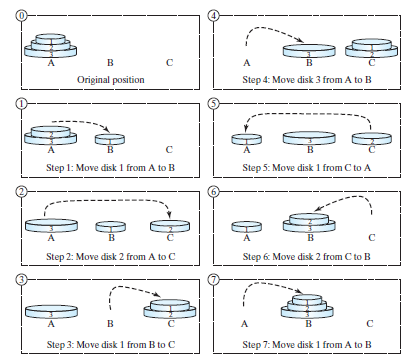 0
1
2
3
A B C
Original position
1
2
3
1
A B C
Step 1: Move disk 1 from A to B
2
3
1
2
A B C
Step 2: Move disk 2 from A to C
3
3
1
2
A B C
Step 3: Move disk 1 from B to C
4
3
1
2
A B C
Step 4: Move disk 3 from A to B
5
1
3
2
A B C
Step 5: Move disk 1 from C to A
6
1
2
3
A B C
Step 6: Move disk 2 from C to B
7
1
2
3
A B C
Step 7: Move disk 1 from A to B